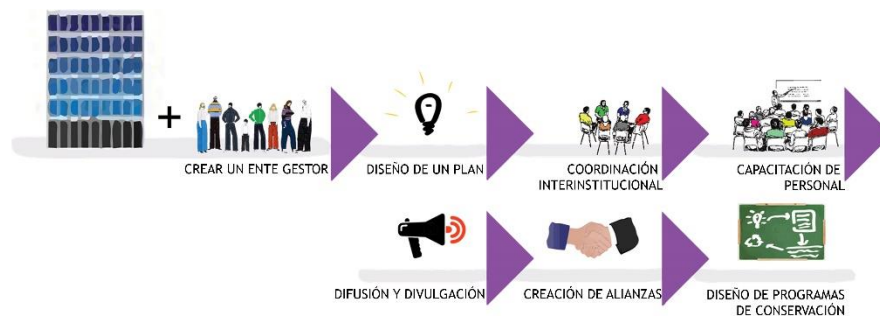 +
CREAR UN ENTE GESTOR
DISEÑO DE UN PLAN
COORDINACIÓN
INTERINSTITUCIONAL
CAPACITACIÓN DE
PERSONAL
DIFUSIÓN Y DIVULGACIÓN
CREACIÓN DE ALIANZAS
DISEÑO DE PROGRAMAS
DE CONSERVACIÓN